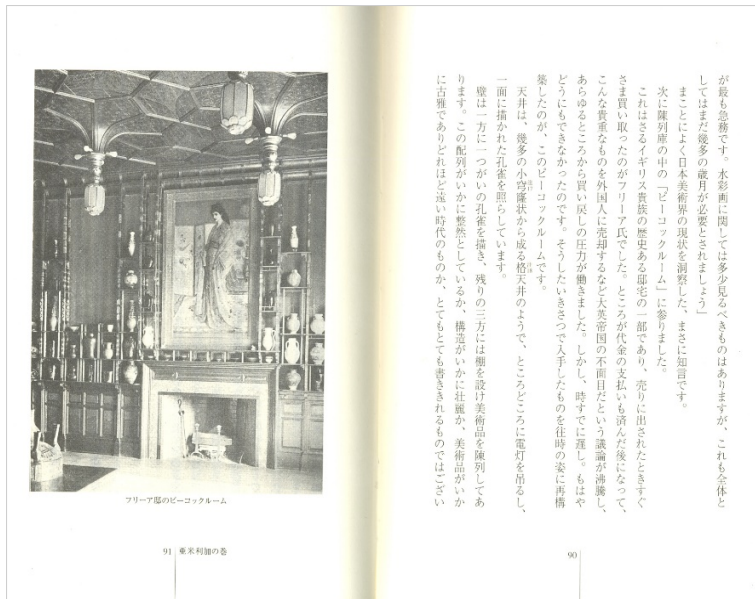 が最も急務です。水彩画に関しては多少見るべきものはありますが、これも全体と
してはまだ幾多の歳月が必要とされましょう」
まことによく日本美術界の現状を洞察した、まさに知言です。
次に陳列庫の中の「ピーコックルーム」に参りました。
これはさるイギリス貴族の歴史ある邸宅の一部であり、売りに出されたときすぐ
さま買い取ったのがフリーア氏でした。ところが代金の支払いも済んだ後になって、
こんな貴重なものを外国人に売却するなど大英帝国の不面目だという議論が沸騰し、
あらゆるところから買い戻しの圧力が働きました。しかし、時すでに遅し。もはや
どうにもできなかったのです。そうしたいきさつで入手したものを往時の姿に再構
築したのが、このピーコックルームです。
天井は、幾多の小穹窿状から成る格天井のようで、ところどころに電灯を吊るし、
一面に描かれた孔雀を照らしています。
壁は一方に一つがいの孔雀を描き、残りの三方には棚を設け美術品を陳列してあ
ります。この配列がいかに整然としているか、構造がいかに壮麗か、美術品がいか
に古雅でありどれほど遠い時代のものか、とてもとても書ききれるものではござい
90
フリーア邸のピーコックルーム
91 亜米利加の巻